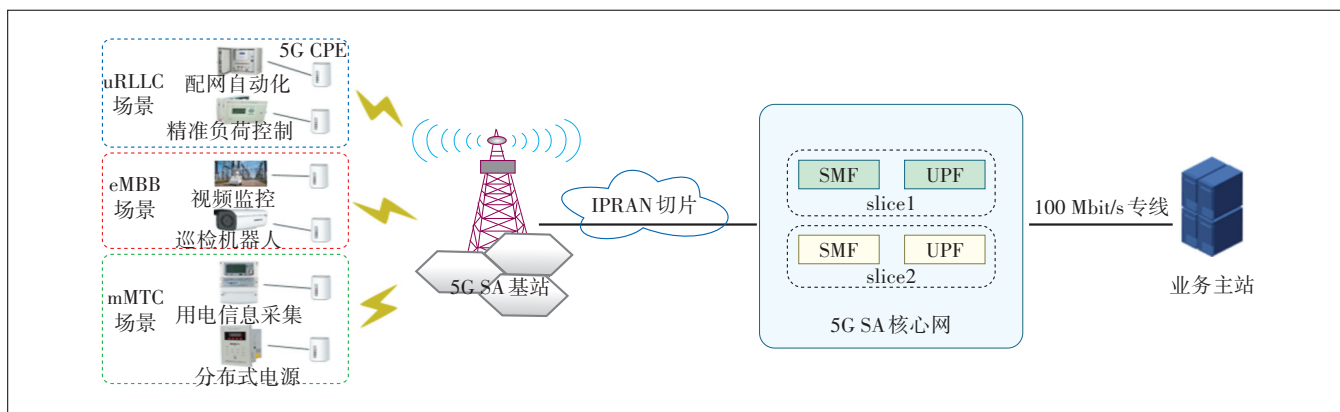 5G CPE
uRLLC
场景
配网自动化
精准负荷控制
eMBB
场景
视频监控
巡检机器人
mMTC
场景
用电信息采集
分布式电源
5G SA 基站
IPRAN 切片
SMF
UPF
slice1
SMF
UPF
slice2
5G SA 核心网
100 Mbit/s 专线
业务主站